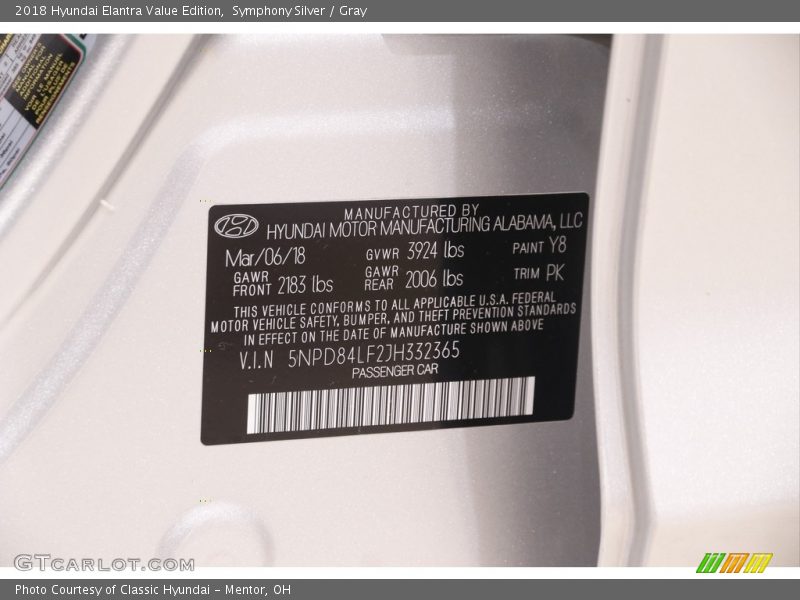 2018 Hyundai Elantra Value Edition, Symphony Silver / Gray
MANUFACTURED BY
HYUNDAI MOTOR MANUFACTURING ALABAMA, LLC
Mar/06/18 GVWR 3924 lbs PAINT Y8
GAWR FRONT 2183 lbs GAWR REAR 2006 lbs TRIM PK
THIS VEHICLE CONFORMS TO ALL APPLICABLE U.S.A. FEDERAL
MOTOR VEHICLE SAFETY, BUMPER, AND THEFT PREVENTION STANDARDS
IN EFFECT ON THE DATE OF MANUFACTURE SHOWN ABOVE
V.I.N 5NPD84LF2JH332365
PASSENGER CAR
GTCARLOT.COM
Photo Courtesy of Classic Hyundai - Mentor, OH